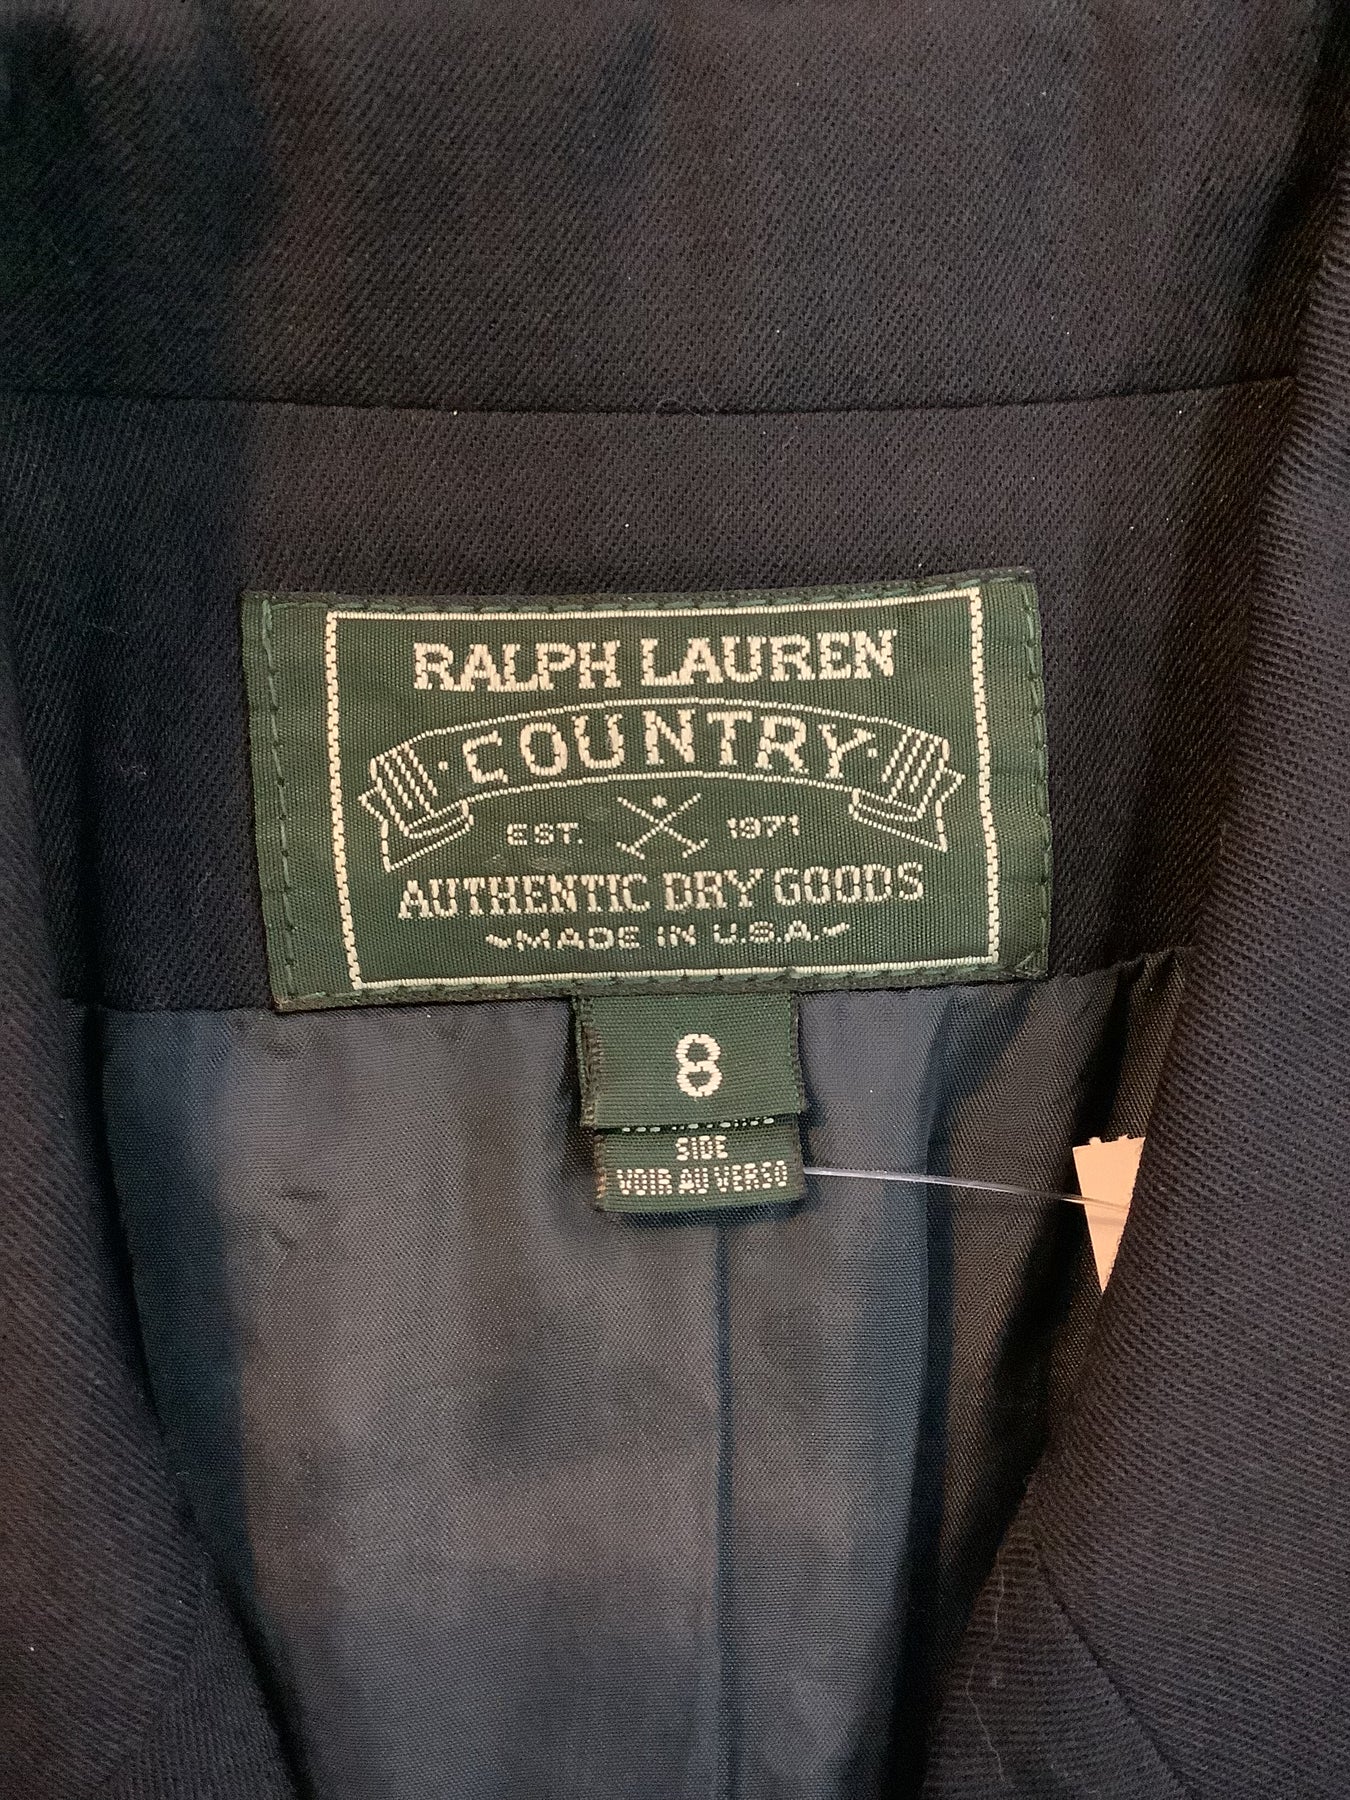 RALPH LAUREN
· COUNTRY ·
EST. 1971
AUTHENTIC DRY GOODS
MADE IN U.S.A.
8
SIDE
VOIR AU VERSO